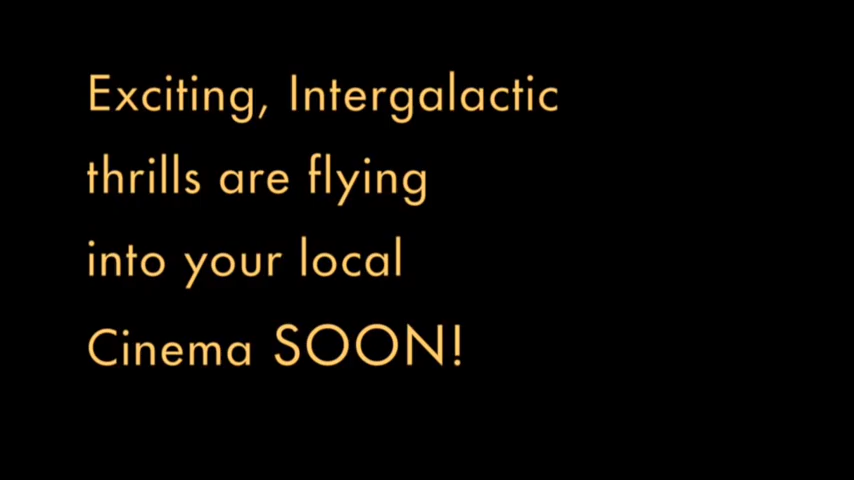 Exciting, Intergalactic
thrills are flying
into your local
Cinema SOON!